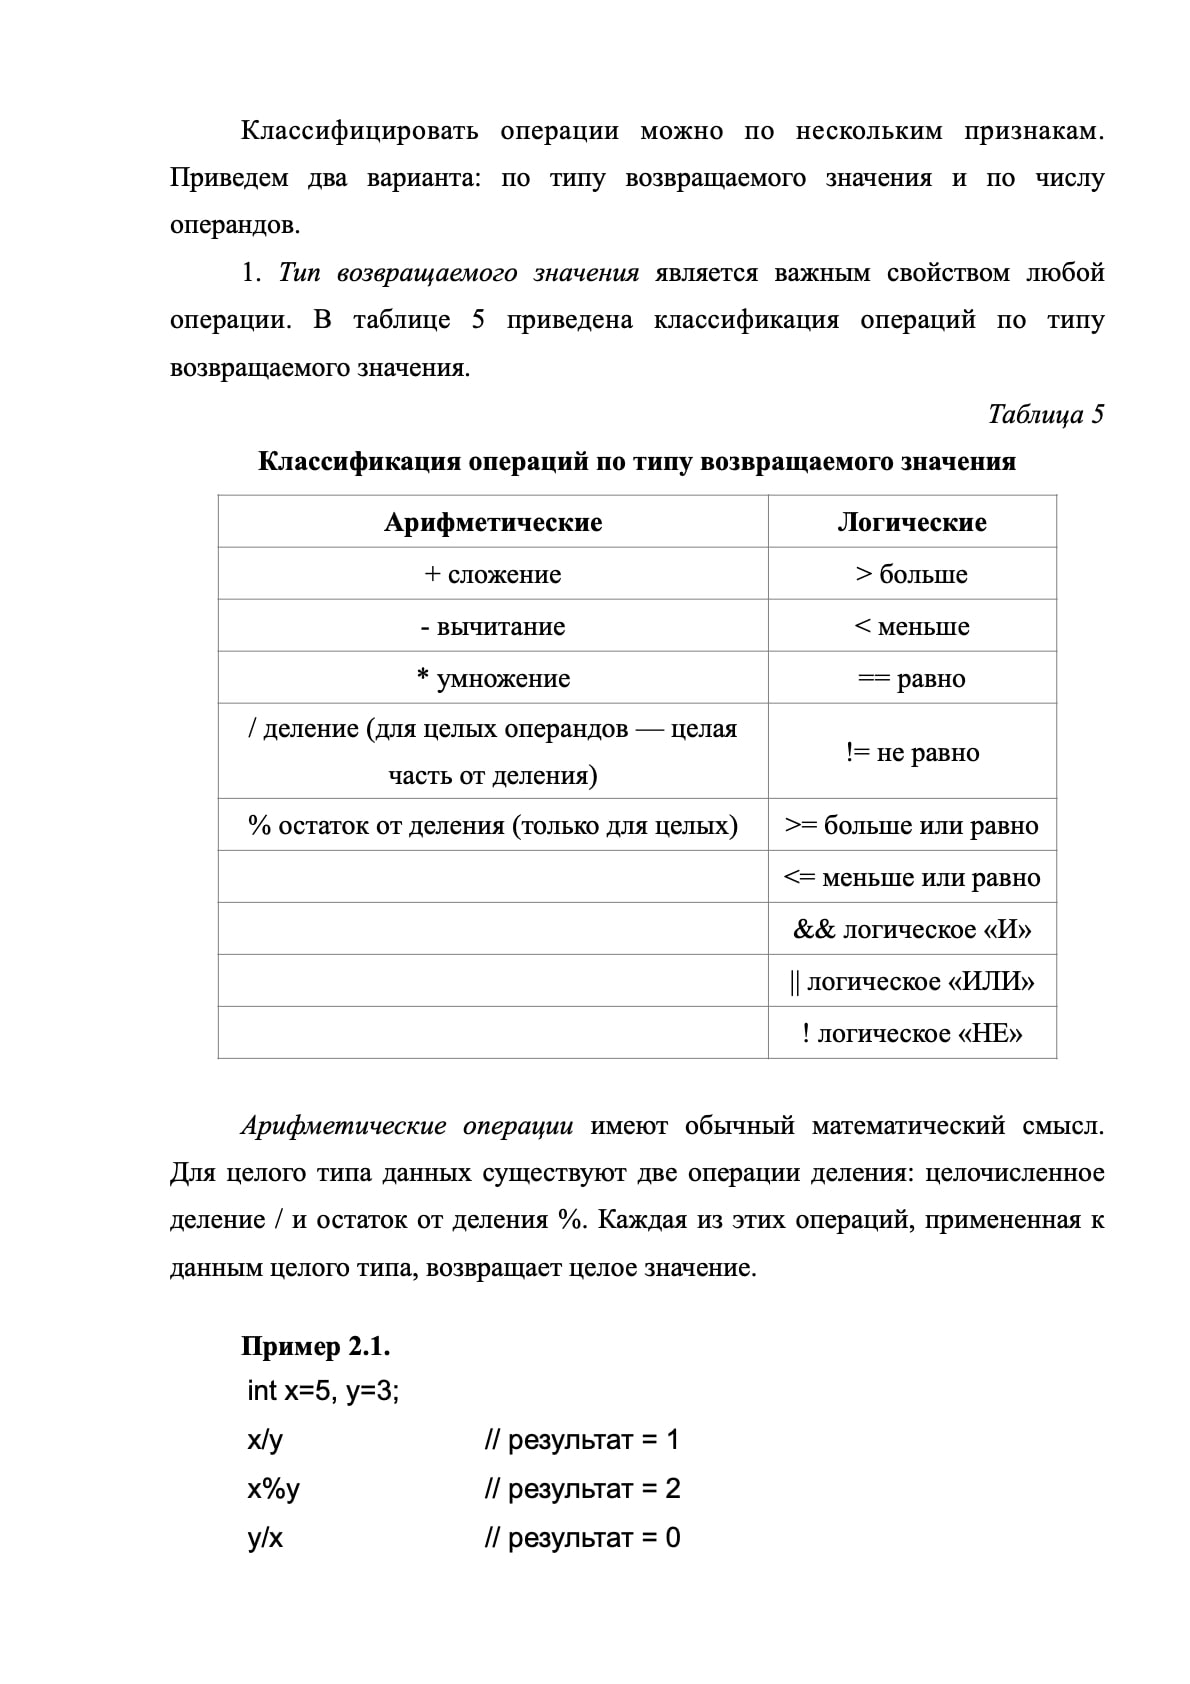 Классифицировать операции можно по нескольким признакам.
Приведем два варианта: по типу возвращаемого значения и по числу
операндов.
1. Тип возвращаемого значения является важным свойством любой
операции. В таблице 5 приведена классификация операций по типу
возвращаемого значения.
Таблица 5
Классификация операций по типу возвращаемого значения
Арифметические Логические
+ сложение > больше
- вычитание < меньше
* умножение == равно
/ деление (для целых операндов — целая
часть от деления)
!= не равно
% остаток от деления (только для целых) >= больше или равно
<= меньше или равно
&& логическое «И»
|| логическое «ИЛИ»
! логическое «НЕ»
Арифметические операции имеют обычный математический смысл.
Для целого типа данных существуют две операции деления: целочисленное
деление / и остаток от деления %. Каждая из этих операций, примененная к
данным целого типа, возвращает целое значение.
Пример 2.1.
int x=5, y=3;
x/y // результат = 1
x%y // результат = 2
y/x // результат = 0